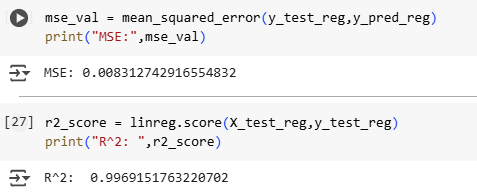 mse_val = mean_squared_error(y_test_reg,y_pred_reg)
print("MSE:",mse_val)
MSE: 0.008312742916554832
[27] r2_score = linreg.score(X_test_reg,y_test_reg)
print("R^2: ",r2_score)
R^2:  0.9969151763220702